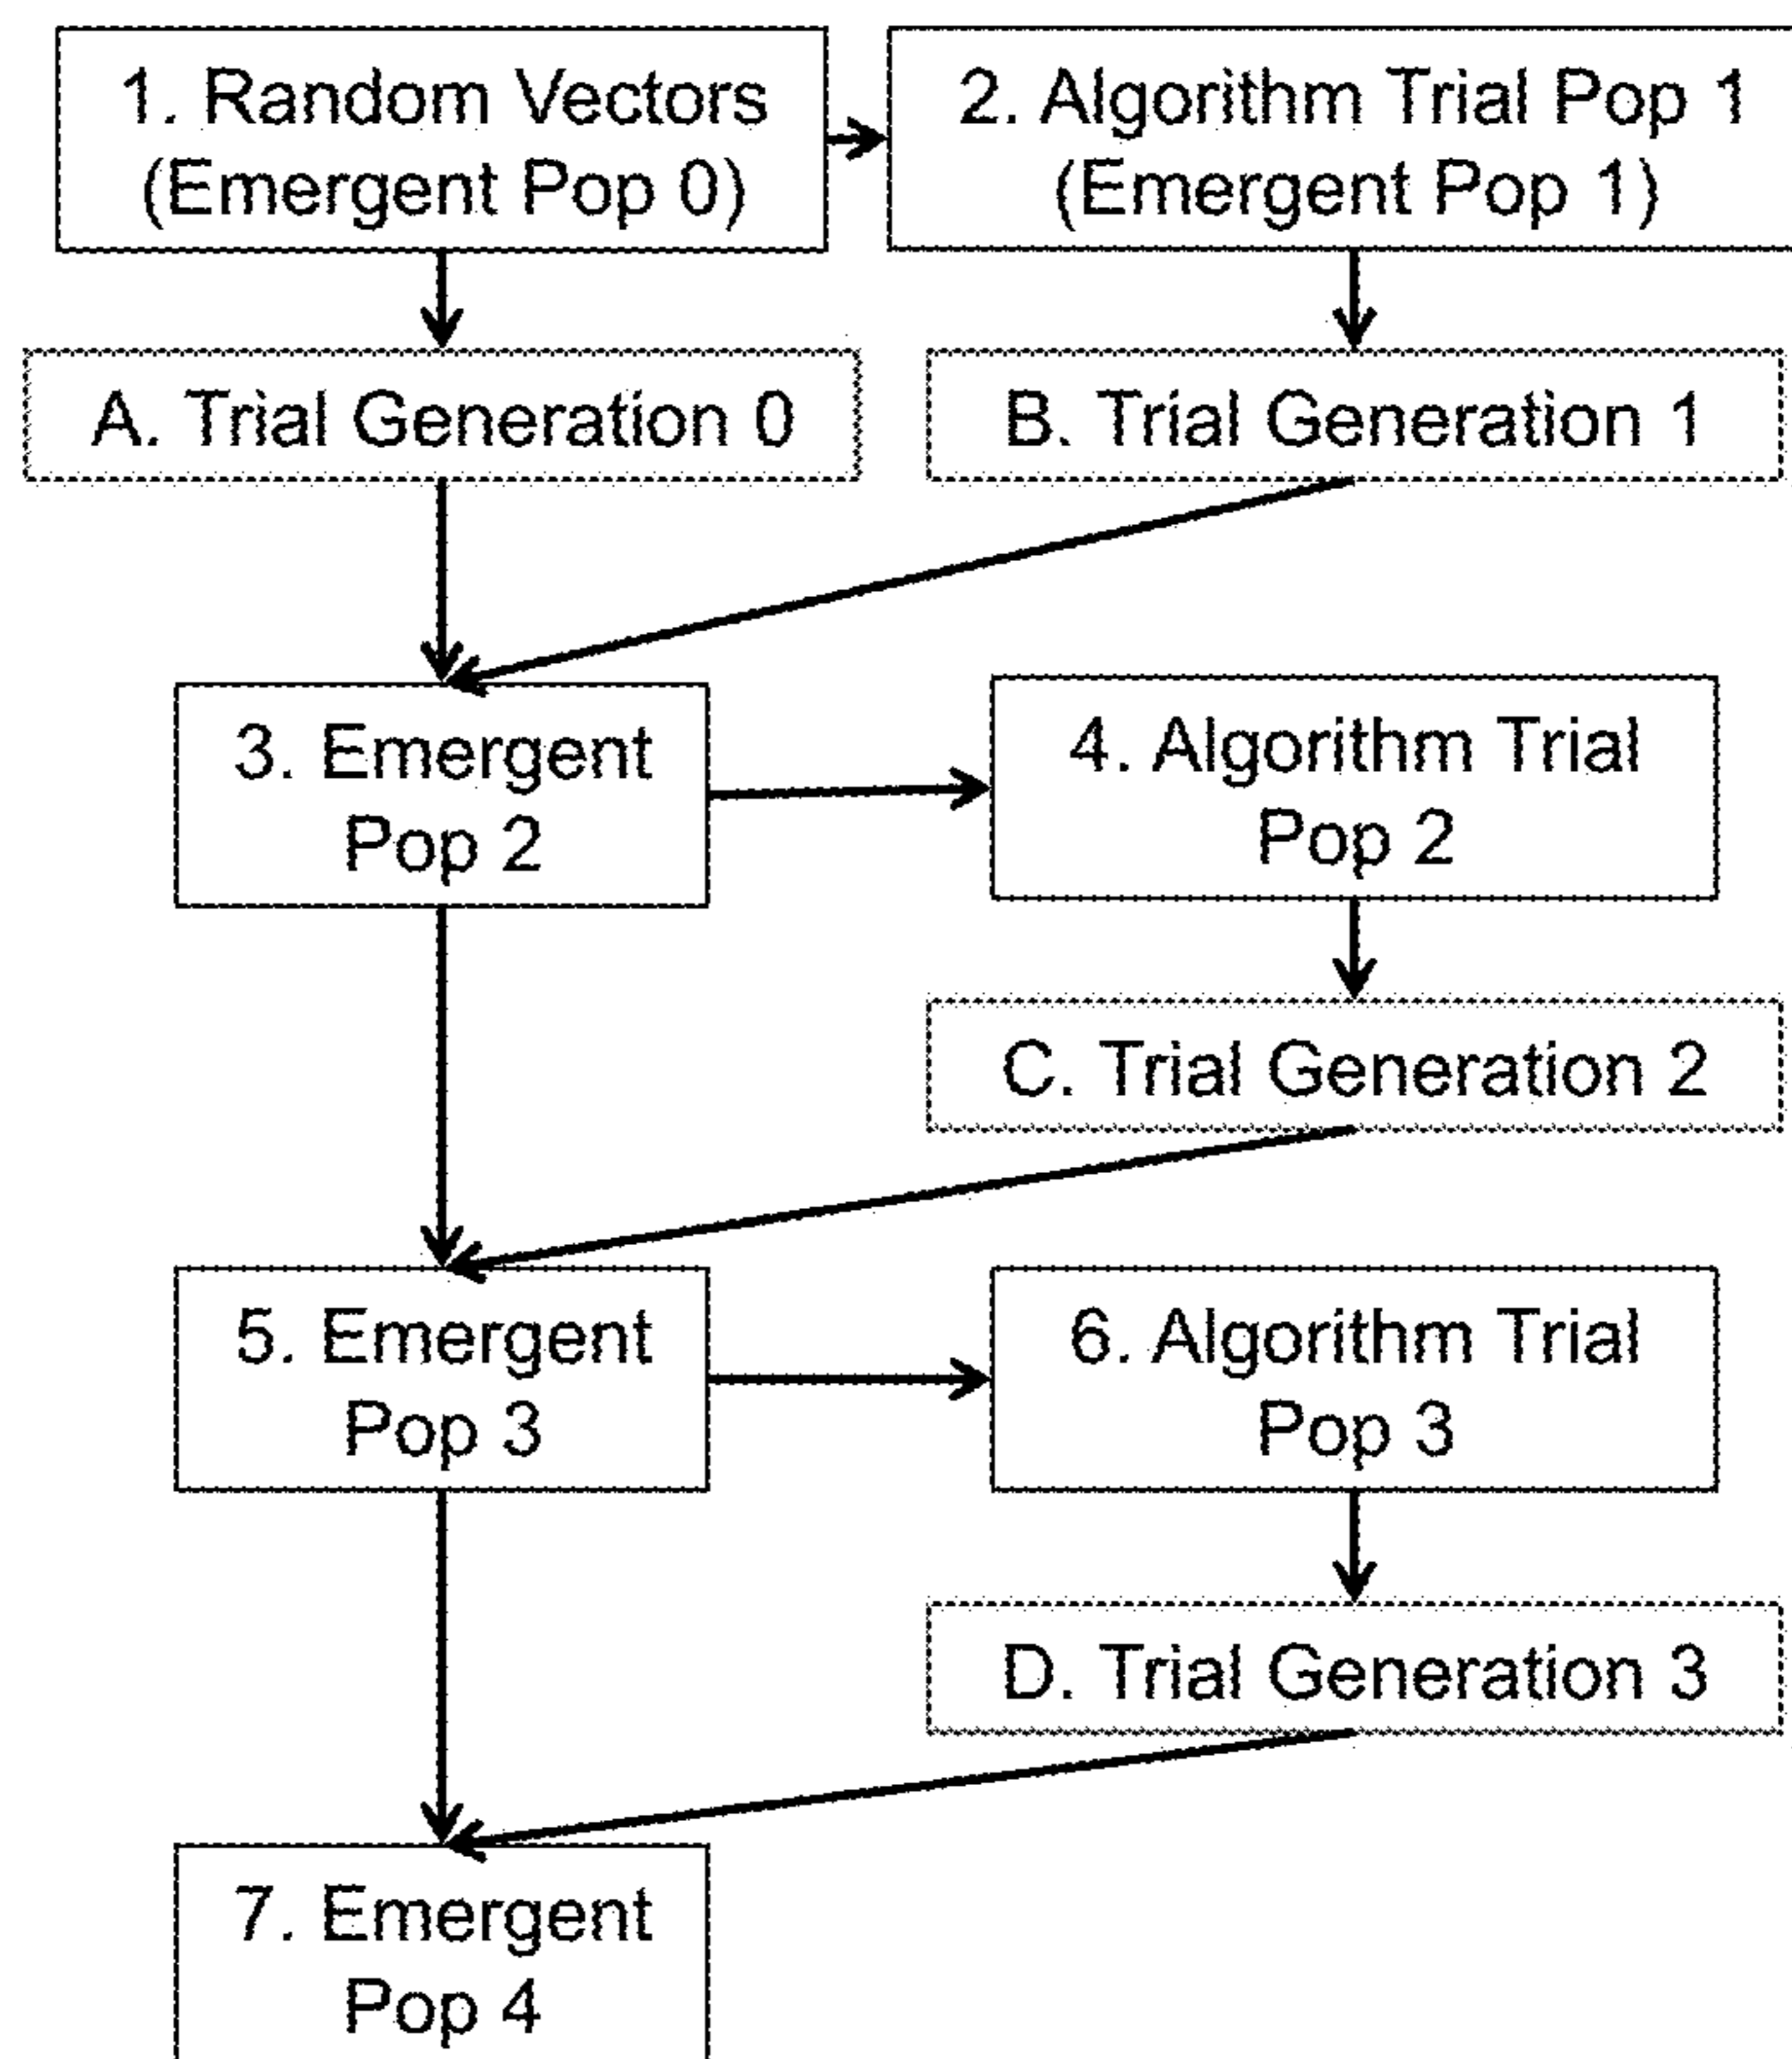 1. Random Vectors
(Emergent Pop 0)
2. Algorithm Trial Pop 1
(Emergent Pop 1)
A. Trial Generation 0
B. Trial Generation 1
3. Emergent
Pop 2
4. Algorithm Trial
Pop 2
C. Trial Generation 2
5. Emergent
Pop 3
6. Algorithm Trial
Pop 3
D. Trial Generation 3
7. Emergent
Pop 4